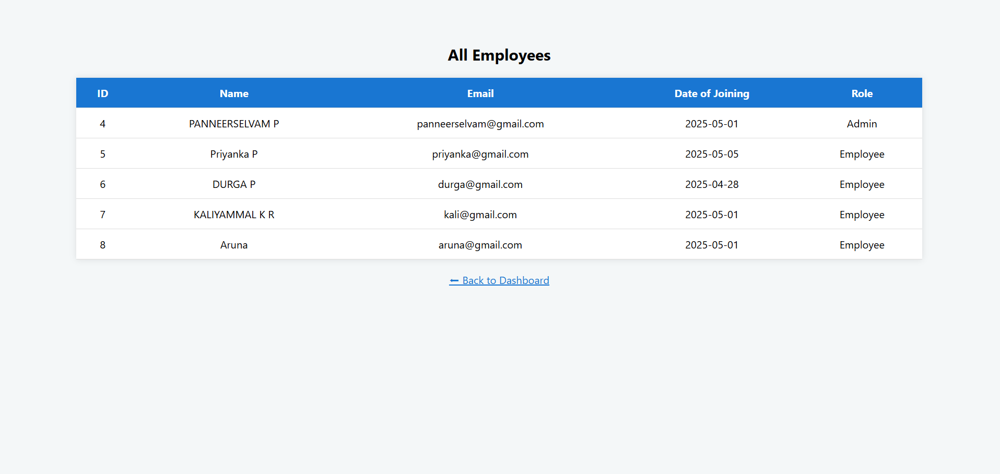 All Employees
ID Name Email Date of Joining Role
4 PANNEERSELVAM P panneerselvam@gmail.com 2025-05-01 Admin
5 Priyanka P priyanka@gmail.com 2025-05-05 Employee
6 DURGA P durga@gmail.com 2025-04-28 Employee
7 KALIYAMMAL K R kali@gmail.com 2025-05-01 Employee
8 Aruna aruna@gmail.com 2025-05-01 Employee
⬅ Back to Dashboard